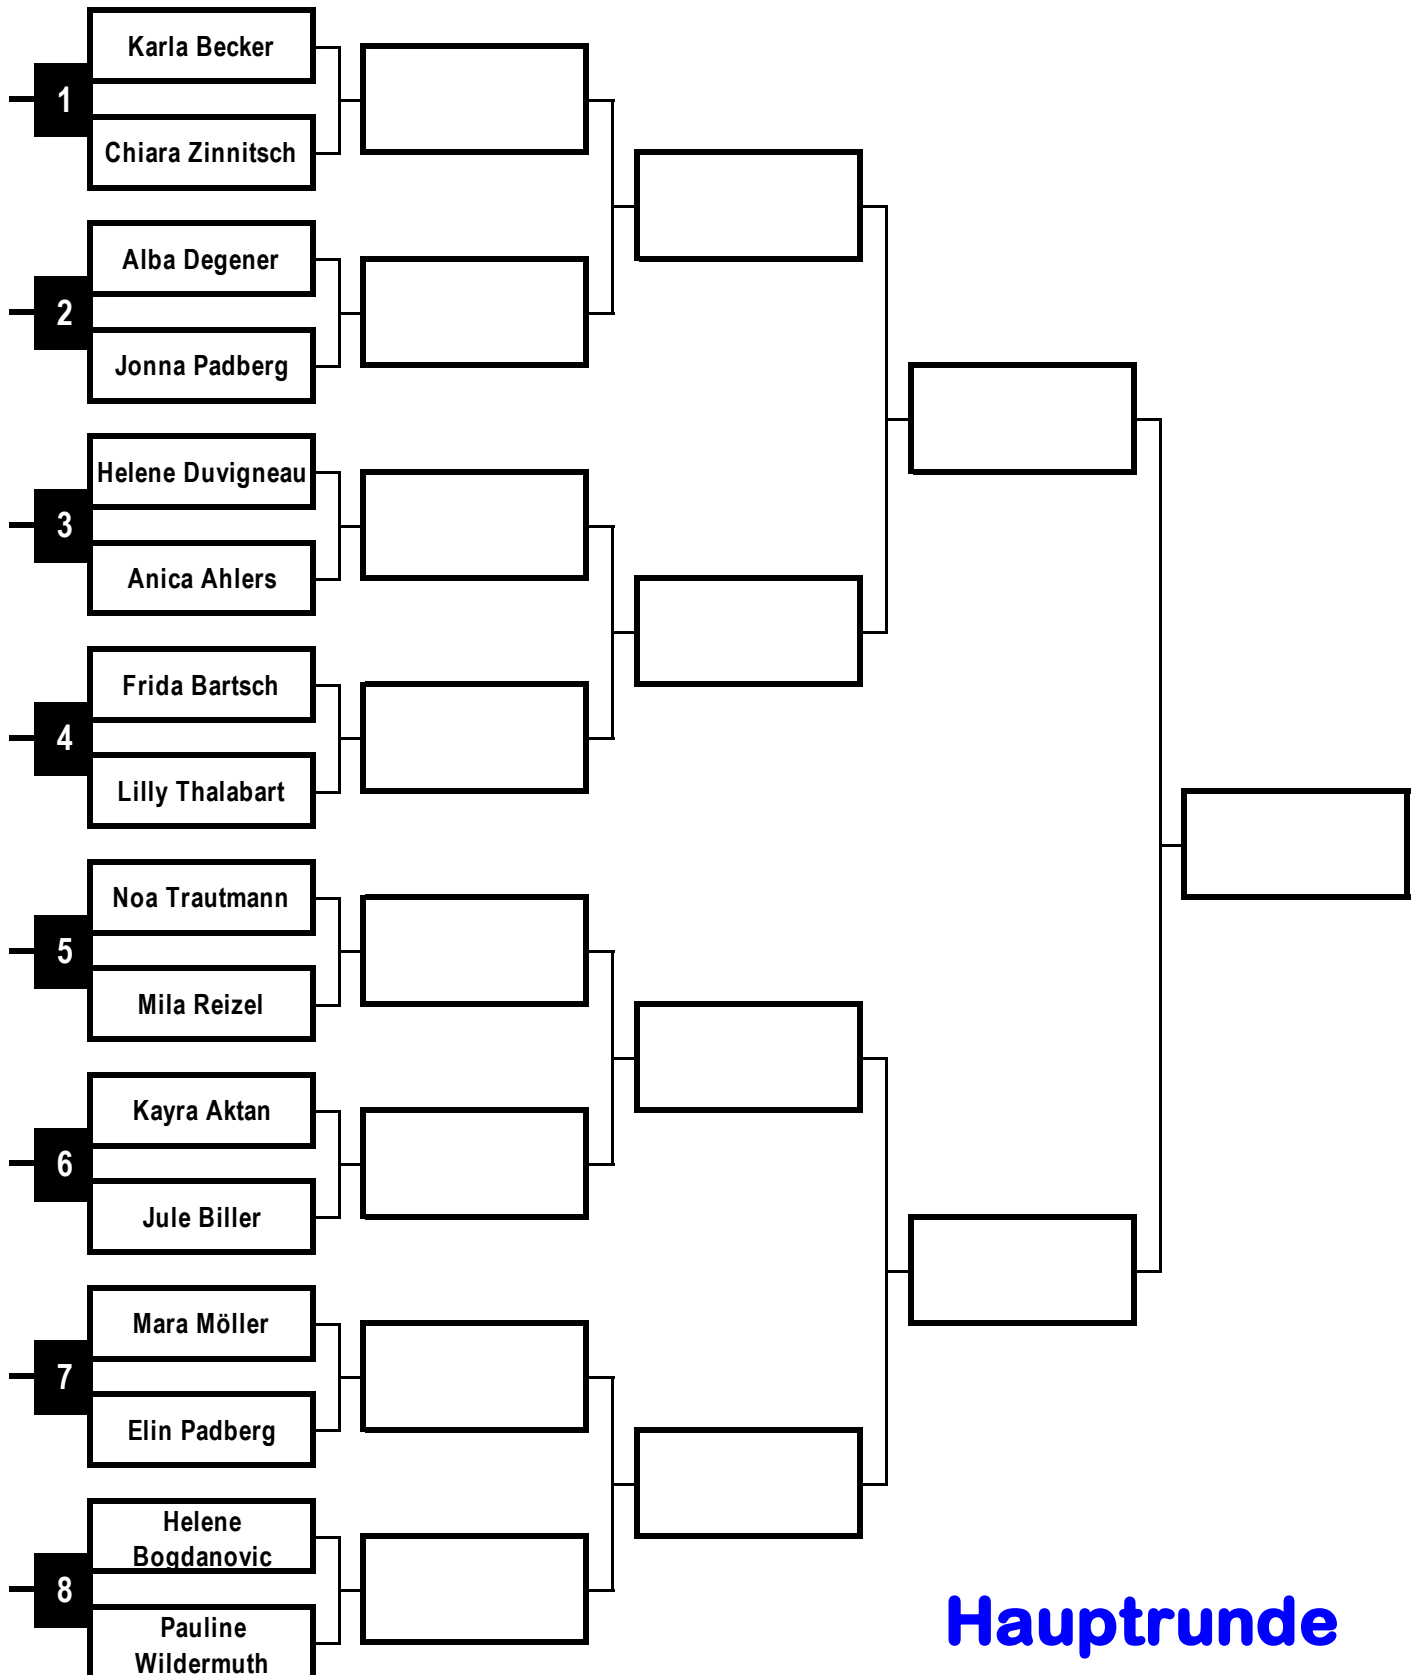 Karla Becker
1
Chiara Zinnitsch
Alba Degener
2
Jonna Padberg
Helene Duvigneau
3
Anica Ahlers
Frida Bartsch
4
Lilly Thalabart
Noa Trautmann
5
Mila Reizel
Kayra Aktan
6
Jule Biller
Mara Möller
7
Elin Padberg
Helene
Bogdanovic
8
Pauline
Wildermuth
Hauptrunde